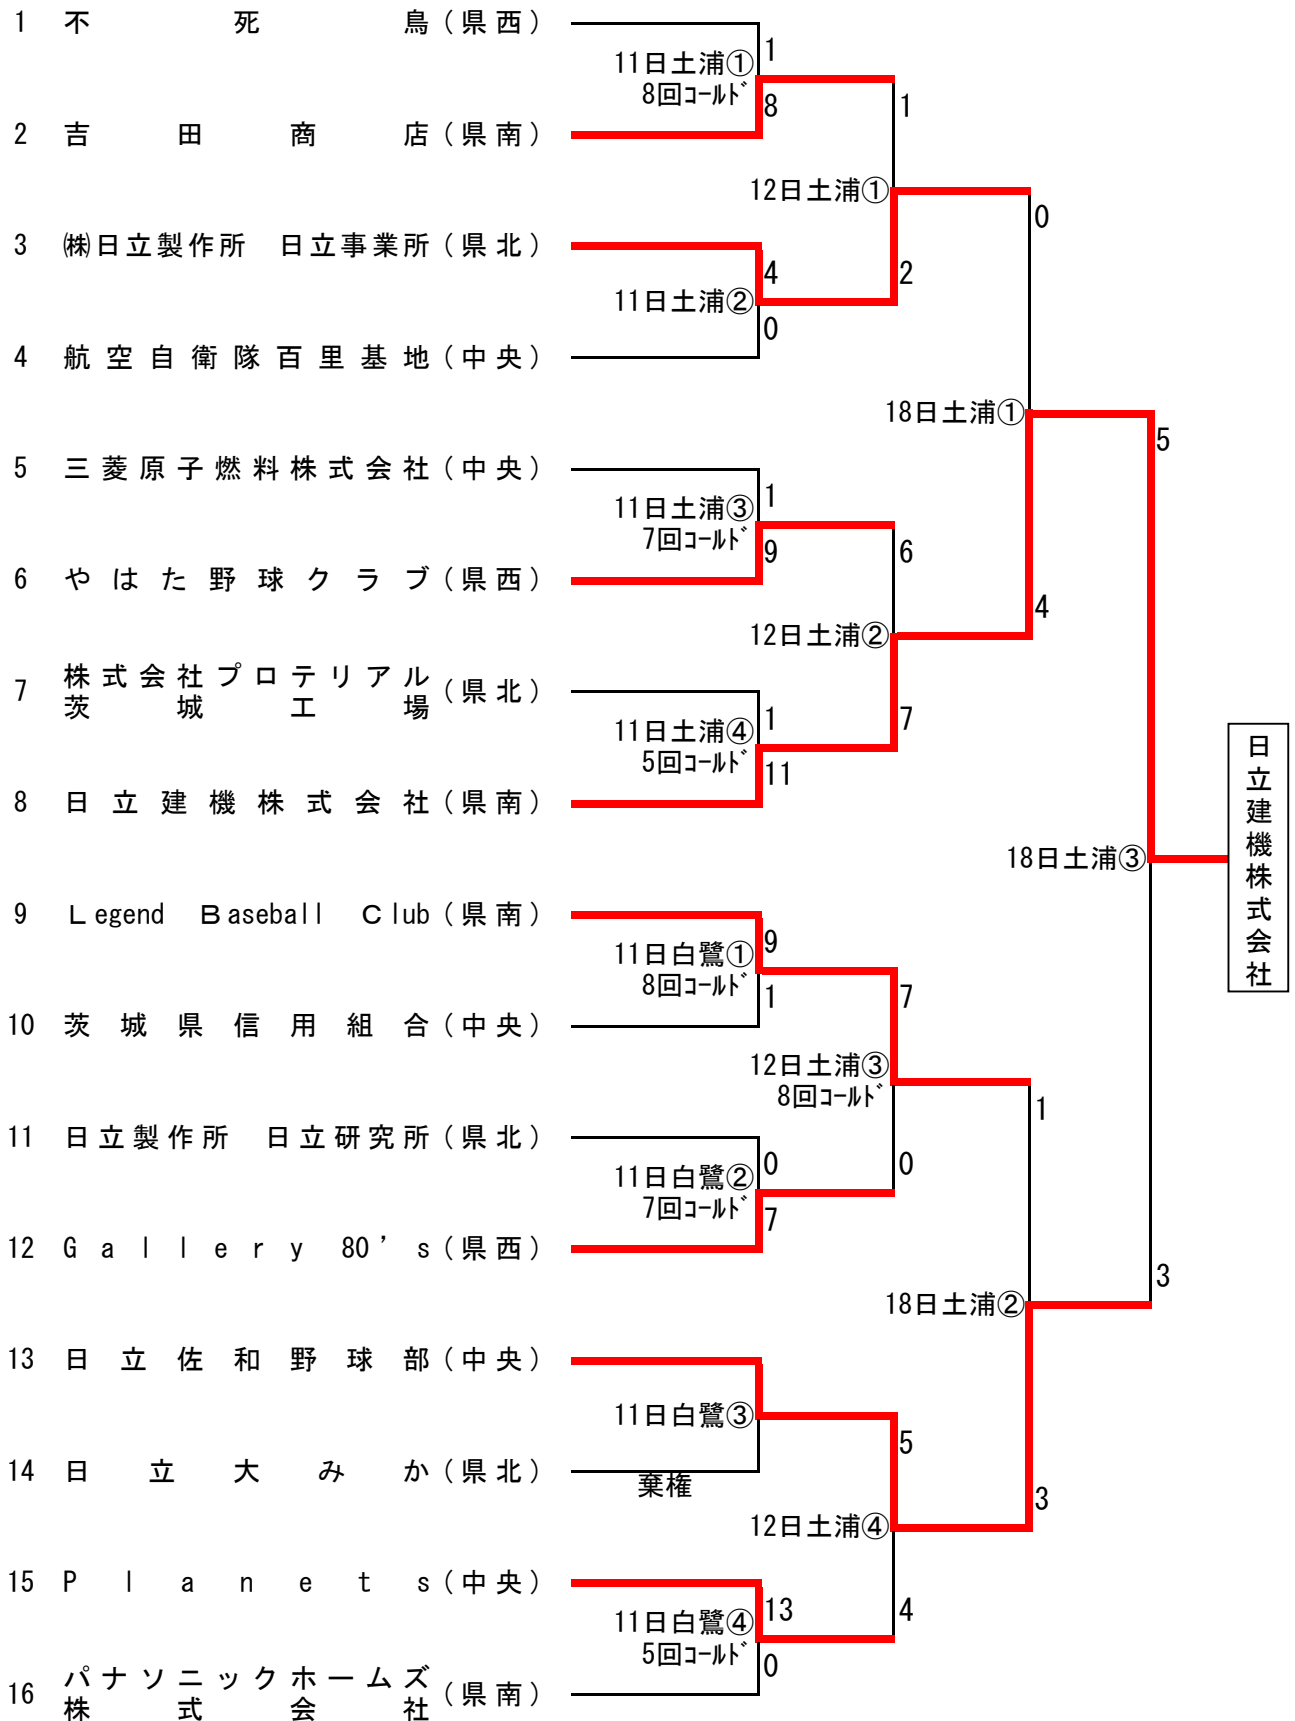 1 不死鳥(県西)
1
11日土浦①
8回ｺｰﾙﾄﾞ
8
1
2 吉田商店(県南)
12日土浦①
0
3 ㈱日立製作所 日立事業所(県北)
4
2
11日土浦②
0
4 航空自衛隊百里基地(中央)
18日土浦①
5
5 三菱原子燃料株式会社(中央)
1
11日土浦③
7回ｺｰﾙﾄﾞ
9
6
6 やはた野球クラブ(県西)
4
12日土浦②
7 株式会社プロテリアル
茨城工場
(県北)
1
7
11日土浦④
5回ｺｰﾙﾄﾞ
11
8 日立建機株式会社(県南)
18日土浦③
日立建機株式会社
9 Legend Baseball Club(県南)
9
11日白鷺①
8回ｺｰﾙﾄﾞ
1
7
10 茨城県信用組合(中央)
12日土浦③
8回ｺｰﾙﾄﾞ
1
11 日立製作所 日立研究所(県北)
0
0
11日白鷺②
7回ｺｰﾙﾄﾞ
7
12 Gallery 80’s(県西)
3
18日土浦②
13 日立佐和野球部(中央)
11日白鷺③
5
14 日立大みか(県北)
棄権
3
12日土浦④
15 Planets(中央)
13
4
11日白鷺④
5回ｺｰﾙﾄﾞ
0
16 パナソニックホームズ
株式会社
(県南)